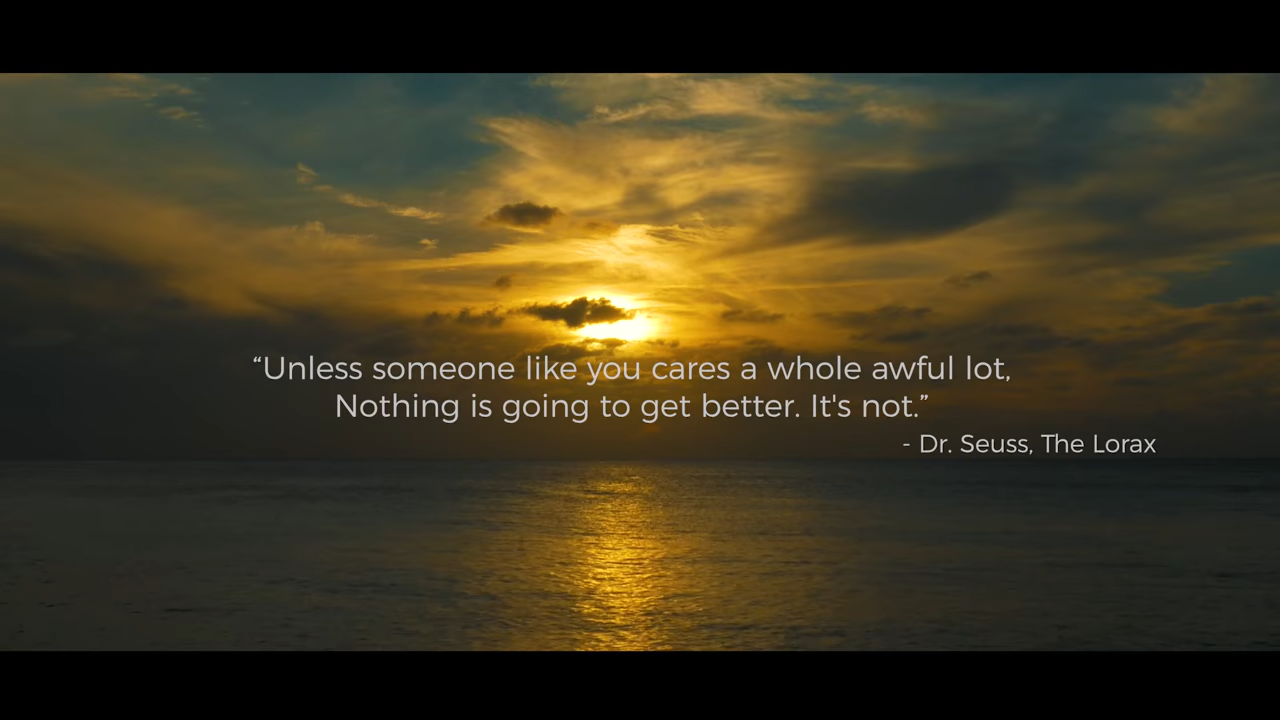 “Unless someone like you cares a whole awful lot,
Nothing is going to get better. It's not.”
- Dr. Seuss, The Lorax